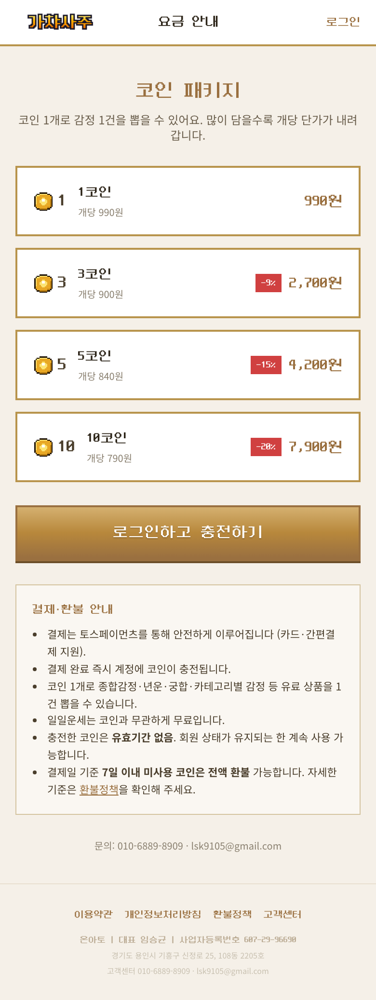 가챠사주
요금 안내
로그인
코인 패키지
코인 1개로 감정 1건을 뽑을 수 있어요. 많이 담을수록 개당 단가가 내려
갑니다.
1
1코인
개당 990원
990원
3
3코인
개당 900원
-9%
2,700원
5
5코인
개당 840원
-15%
4,200원
10
10코인
개당 790원
-20%
7,900원
로그인하고 충전하기
결제·환불 안내
결제는 토스페이먼츠를 통해 안전하게 이루어집니다 (카드·간편결
제 지원).
결제 완료 즉시 계정에 코인이 충전됩니다.
코인 1개로 종합감정·년운·궁합·카테고리별 감정 등 유료 상품을 1
건 뽑을 수 있습니다.
일일운세는 코인과 무관하게 무료입니다.
충전한 코인은 유효기간 없음. 회원 상태가 유지되는 한 계속 사용 가
능합니다.
결제일 기준 7일 이내 미사용 코인은 전액 환불 가능합니다. 자세한
기준은 환불정책을 확인해 주세요.
문의: 010-6889-8909 · lsk9105@gmail.com
이용약관 개인정보처리방침 환불정책 고객센터
온아토 | 대표 임승균 | 사업자등록번호 607-29-96690
경기도 용인시 기흥구 신정로 25, 108동 2205호
고객센터 010-6889-8909 · lsk9105@gmail.com